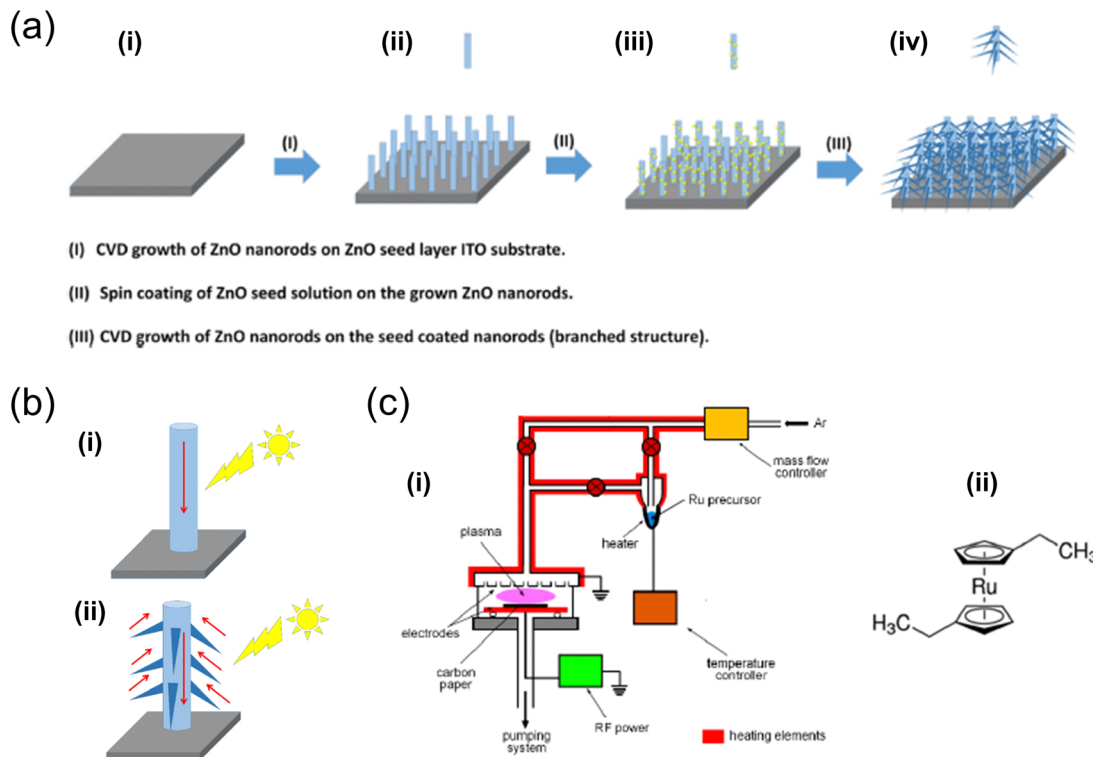 (a)
(i)
(ii)
(iii)
(iv)
(I)
(II)
(III)
(I) CVD growth of ZnO nanorods on ZnO seed layer ITO substrate.
(II) Spin coating of ZnO seed solution on the grown ZnO nanorods.
(III) CVD growth of ZnO nanorods on the seed coated nanorods (branched structure).
(b)
(i)
(ii)
(c)
(i)
Ar
mass flow
controller
Ru precursor
heater
plasma
electrodes
carbon
paper
temperature
controller
RF power
pumping
system
heating elements
(ii)
CH3
Ru
H3C